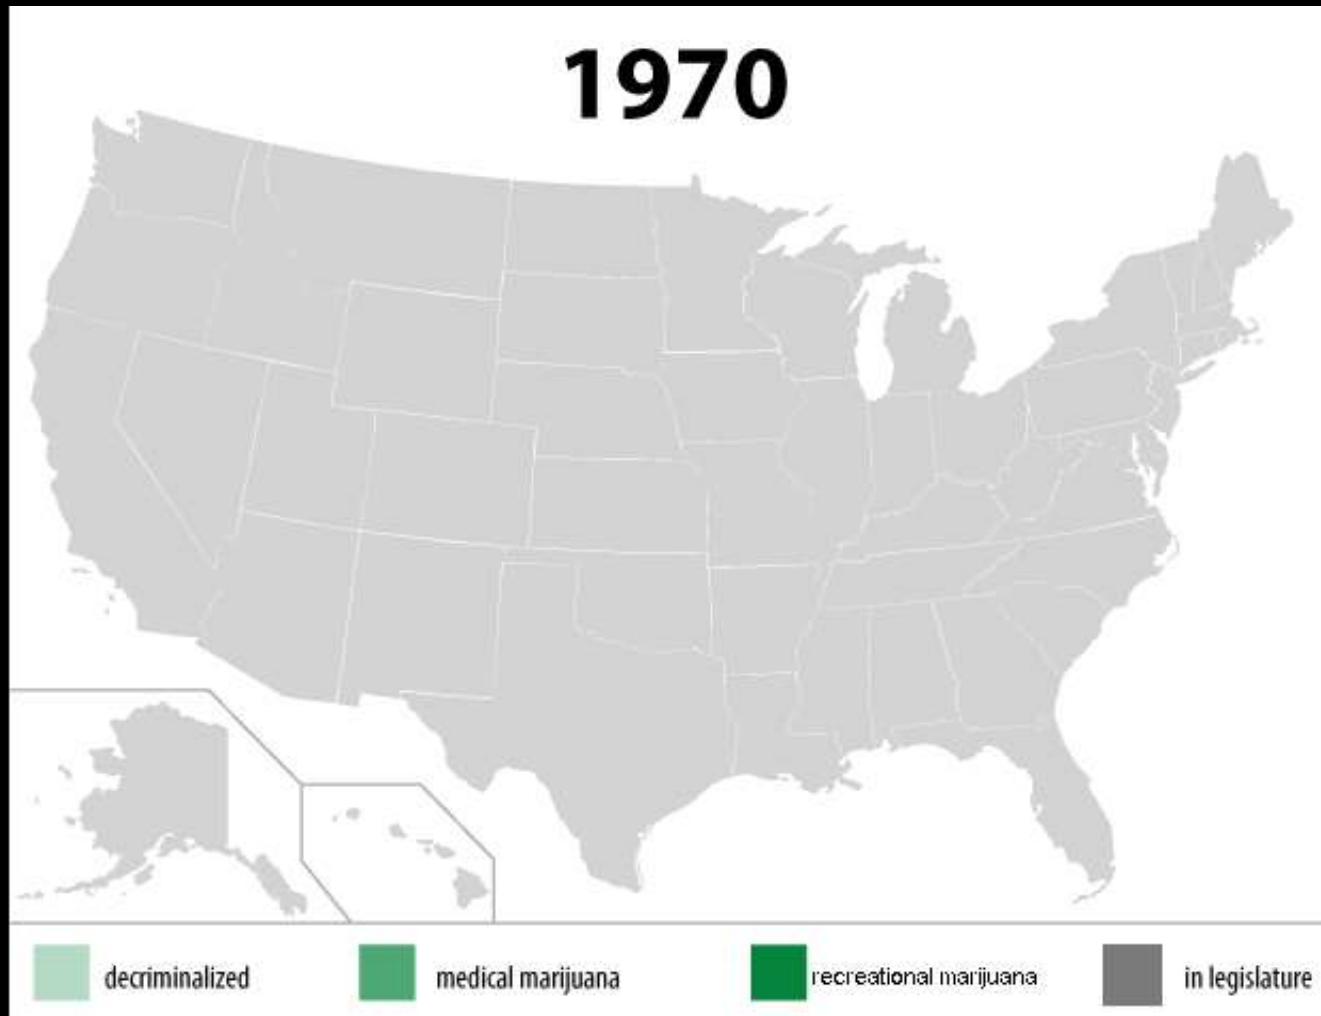 1970
decriminalized
medical marijuana
recreational marijuana
in legislature